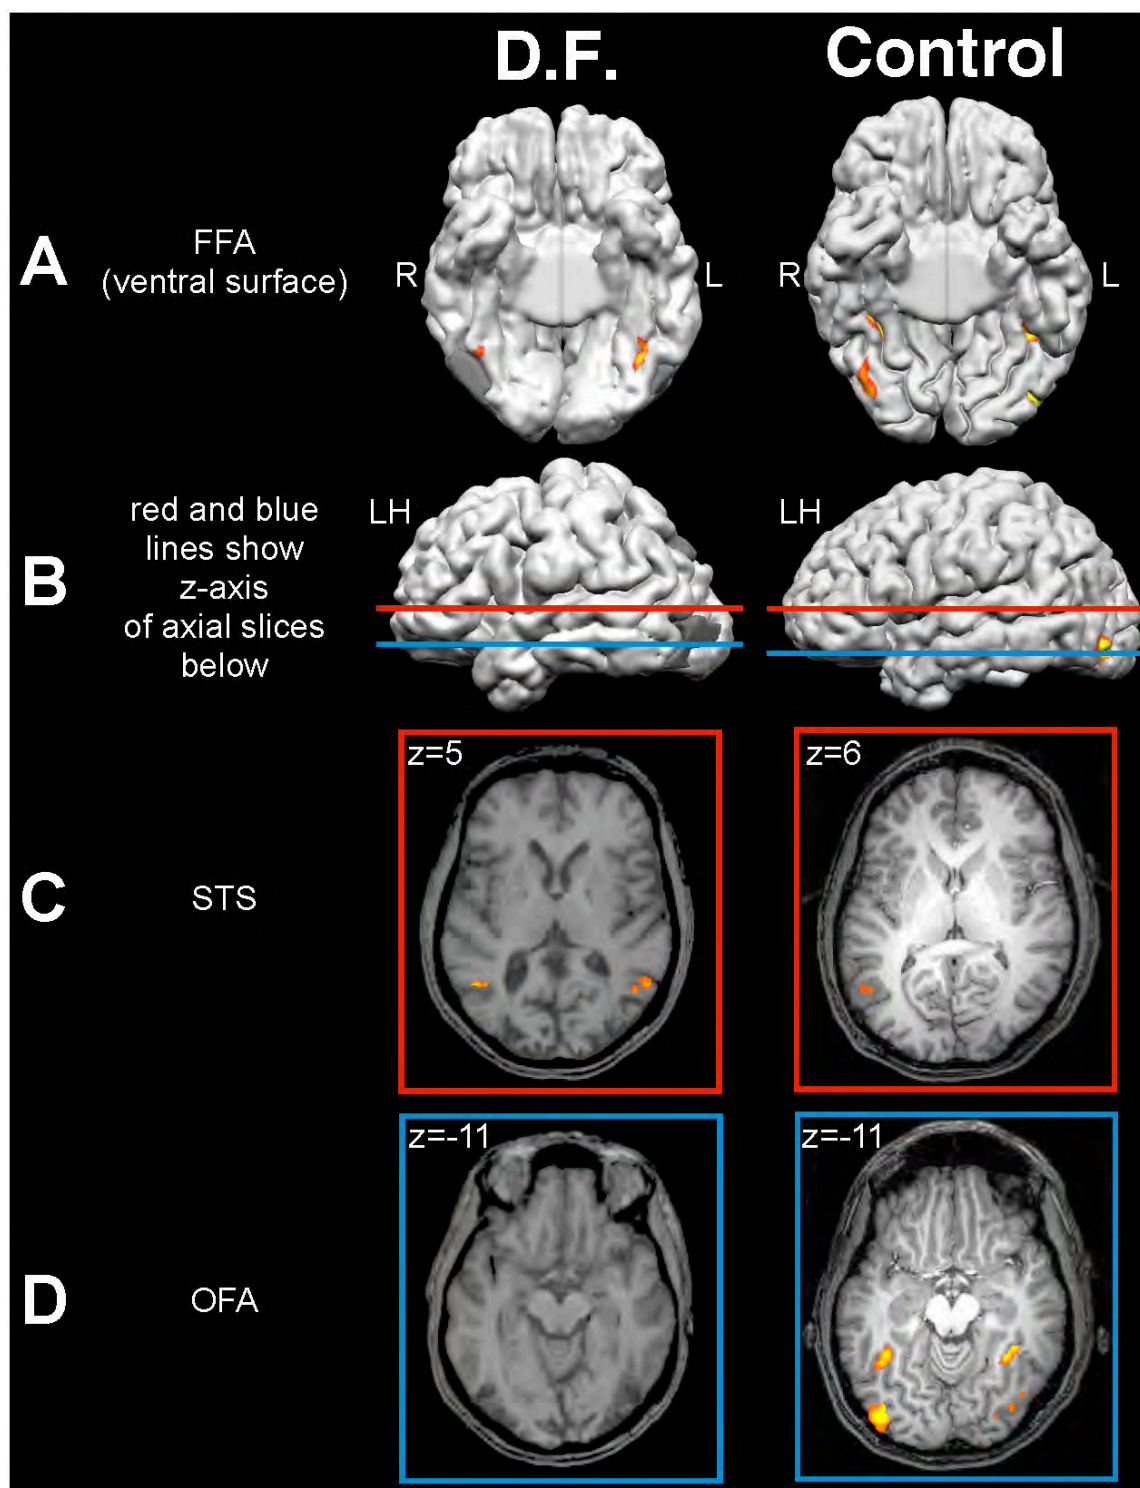 D.F.
Control
A
FFA
(ventral surface)
R
L
R
L
B
red and blue
lines show
z-axis
of axial slices
below
LH
LH
C
STS
z=5
z=6
D
OFA
z=-11
z=-11